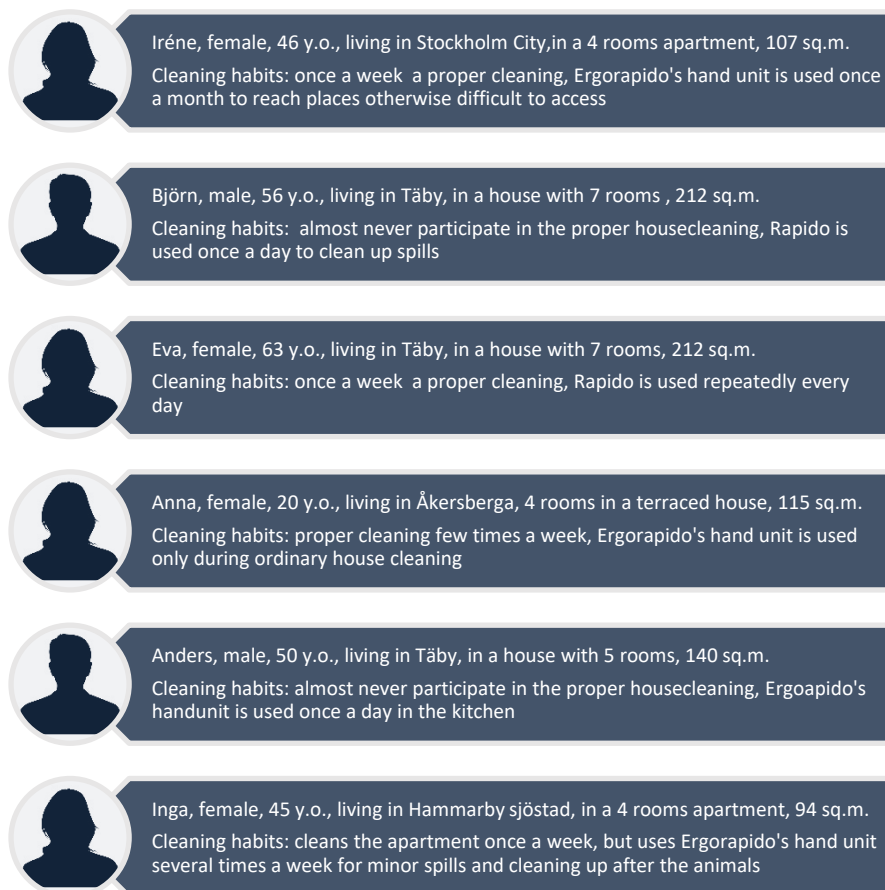 Iréne, female, 46 y.o., living in Stockholm City,in a 4 rooms apartment, 107 sq.m.
Cleaning habits: once a week  a proper cleaning, Ergorapido's hand unit is used once
a month to reach places otherwise difficult to access
Björn, male, 56 y.o., living in Täby, in a house with 7 rooms , 212 sq.m.
Cleaning habits:  almost never participate in the proper housecleaning, Rapido is
used once a day to clean up spills
Eva, female, 63 y.o., living in Täby, in a house with 7 rooms, 212 sq.m.
Cleaning habits: once a week  a proper cleaning, Rapido is used repeatedly every
day
Anna, female, 20 y.o., living in Åkersberga, 4 rooms in a terraced house, 115 sq.m.
Cleaning habits: proper cleaning few times a week, Ergorapido's hand unit is used
only during ordinary house cleaning
Anders, male, 50 y.o., living in Täby, in a house with 5 rooms, 140 sq.m.
Cleaning habits: almost never participate in the proper housecleaning, Ergoapido's
handunit is used once a day in the kitchen
Inga, female, 45 y.o., living in Hammarby sjöstad, in a 4 rooms apartment, 94 sq.m.
Cleaning habits: cleans the apartment once a week, but uses Ergorapido's hand unit
several times a week for minor spills and cleaning up after the animals